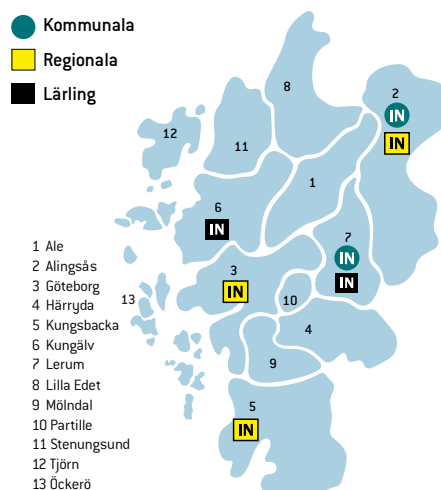 Kommunala
Regionala
Lärling
8
2
IN
IN
12
11
1
6
IN
7
IN
IN
3
IN
10
4
9
5
IN
13
1 Ale
2 Alingsås
3 Göteborg
4 Härryda
5 Kungsbacka
6 Kungälv
7 Lerum
8 Lilla Edet
9 Mölndal
10 Partille
11 Stenungsund
12 Tjörn
13 Öckerö